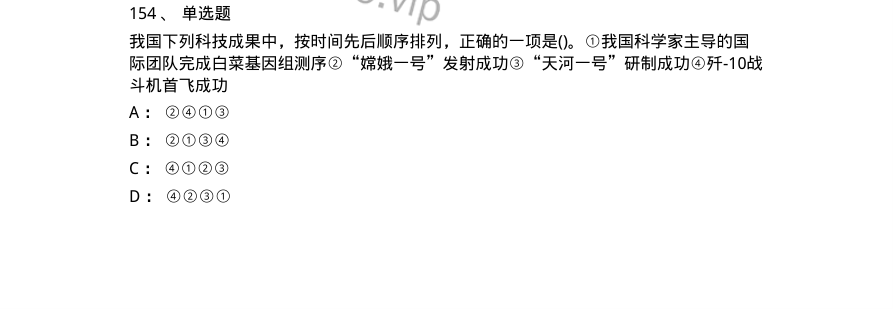 .vip
154 、 单选题
我国下列科技成果中，按时间先后顺序排列，正确的一项是()。①我国科学家主导的国
际团队完成白菜基因组测序②“嫦娥一号”发射成功③“天河一号”研制成功④歼-10战
斗机首飞成功
A： ②④①③
B： ②①③④
C： ④①②③
D： ④②③①